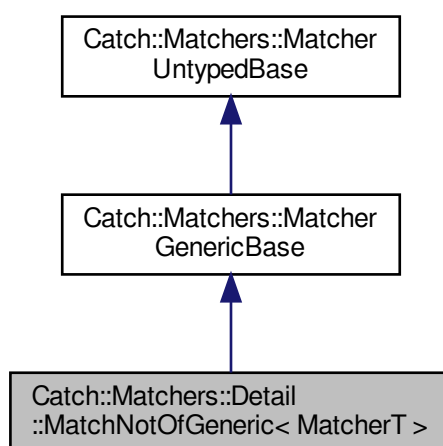 Catch::Matchers::Matcher
UntypedBase
Catch::Matchers::Matcher
GenericBase
Catch::Matchers::Detail
::MatchNotOfGeneric< MatcherT >